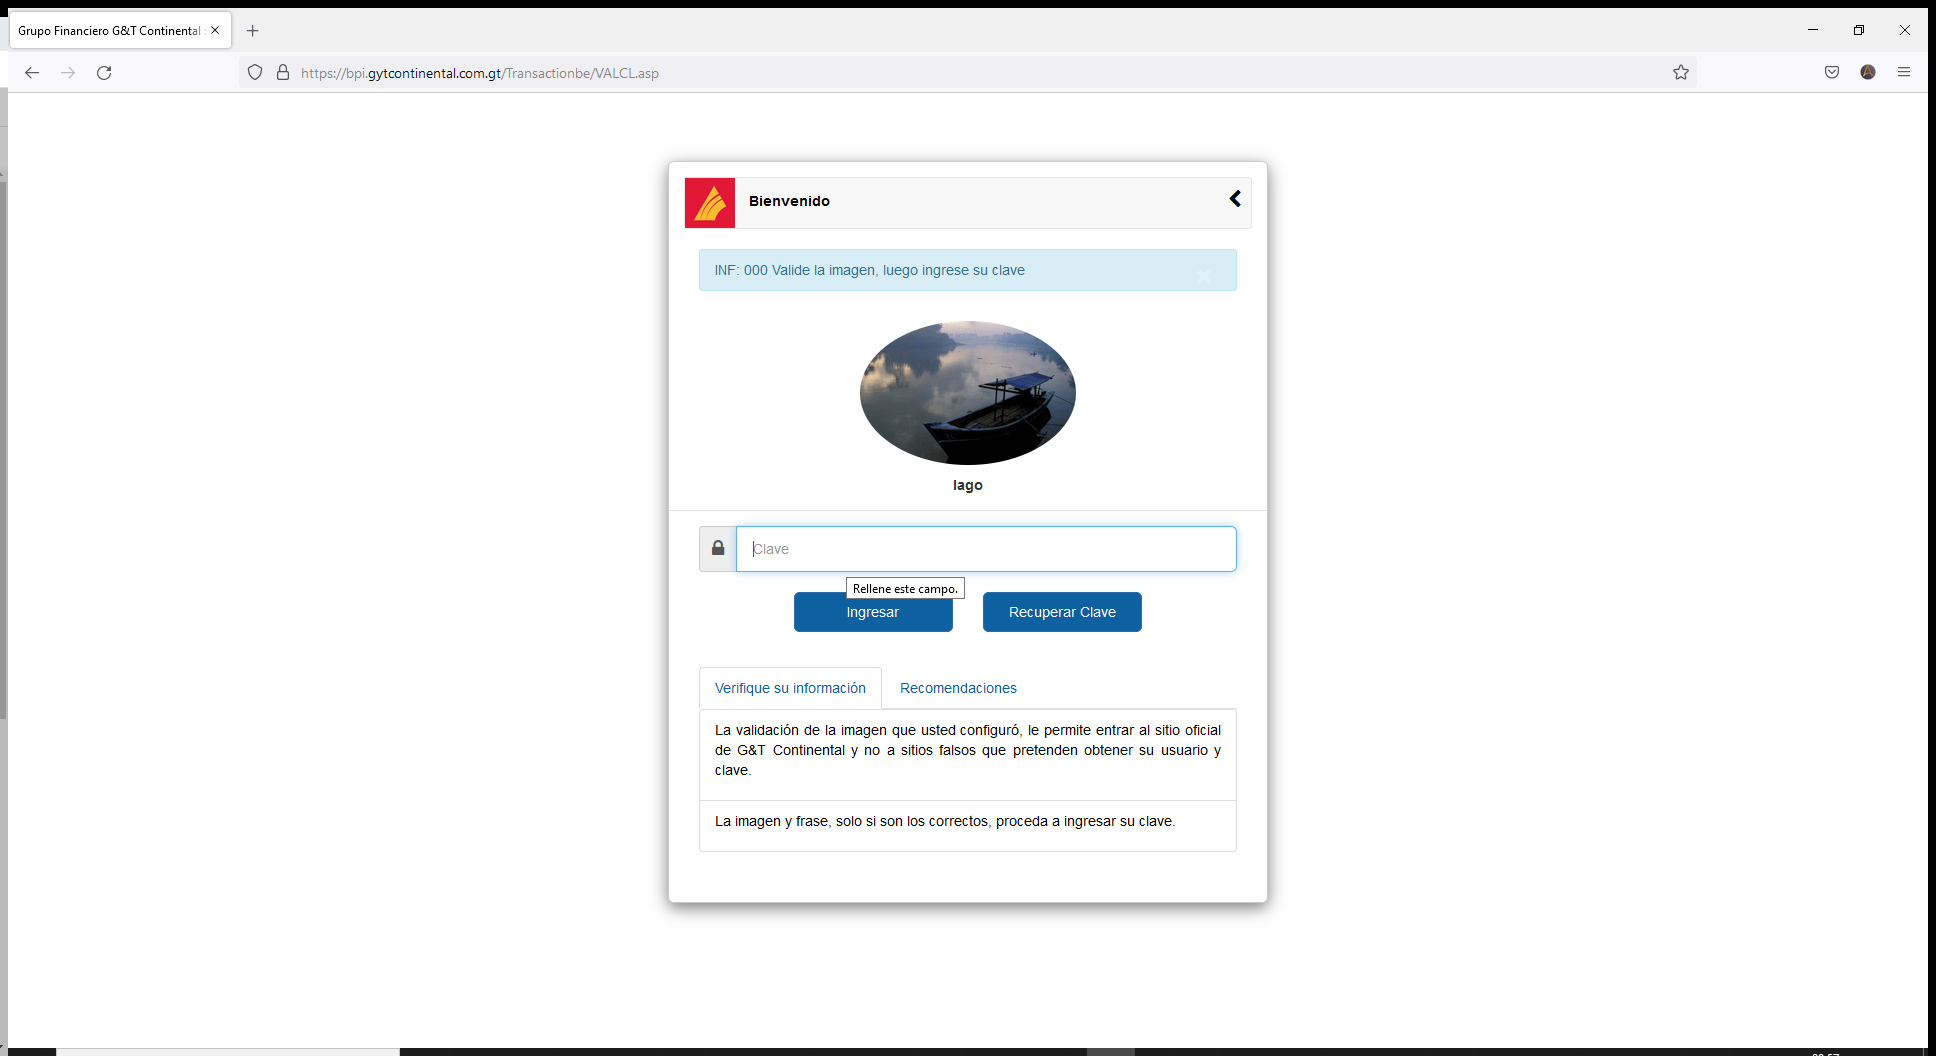 Grupo Financiero G&T Continental :
https://bpi.gytcontinental.com.gt/Transactionbe/VALCL.asp
Bienvenido
INF: 000 Valide la imagen, luego ingrese su clave
lago
Clave
Rellene este campo.
Ingresar
Recuperar Clave
Verifique su información
Recomendaciones
La validación de la imagen que usted configuró, le permite entrar al sitio oficial
de G&T Continental y no a sitios falsos que pretenden obtener su usuario y
clave.
La imagen y frase, solo si son los correctos, proceda a ingresar su clave.